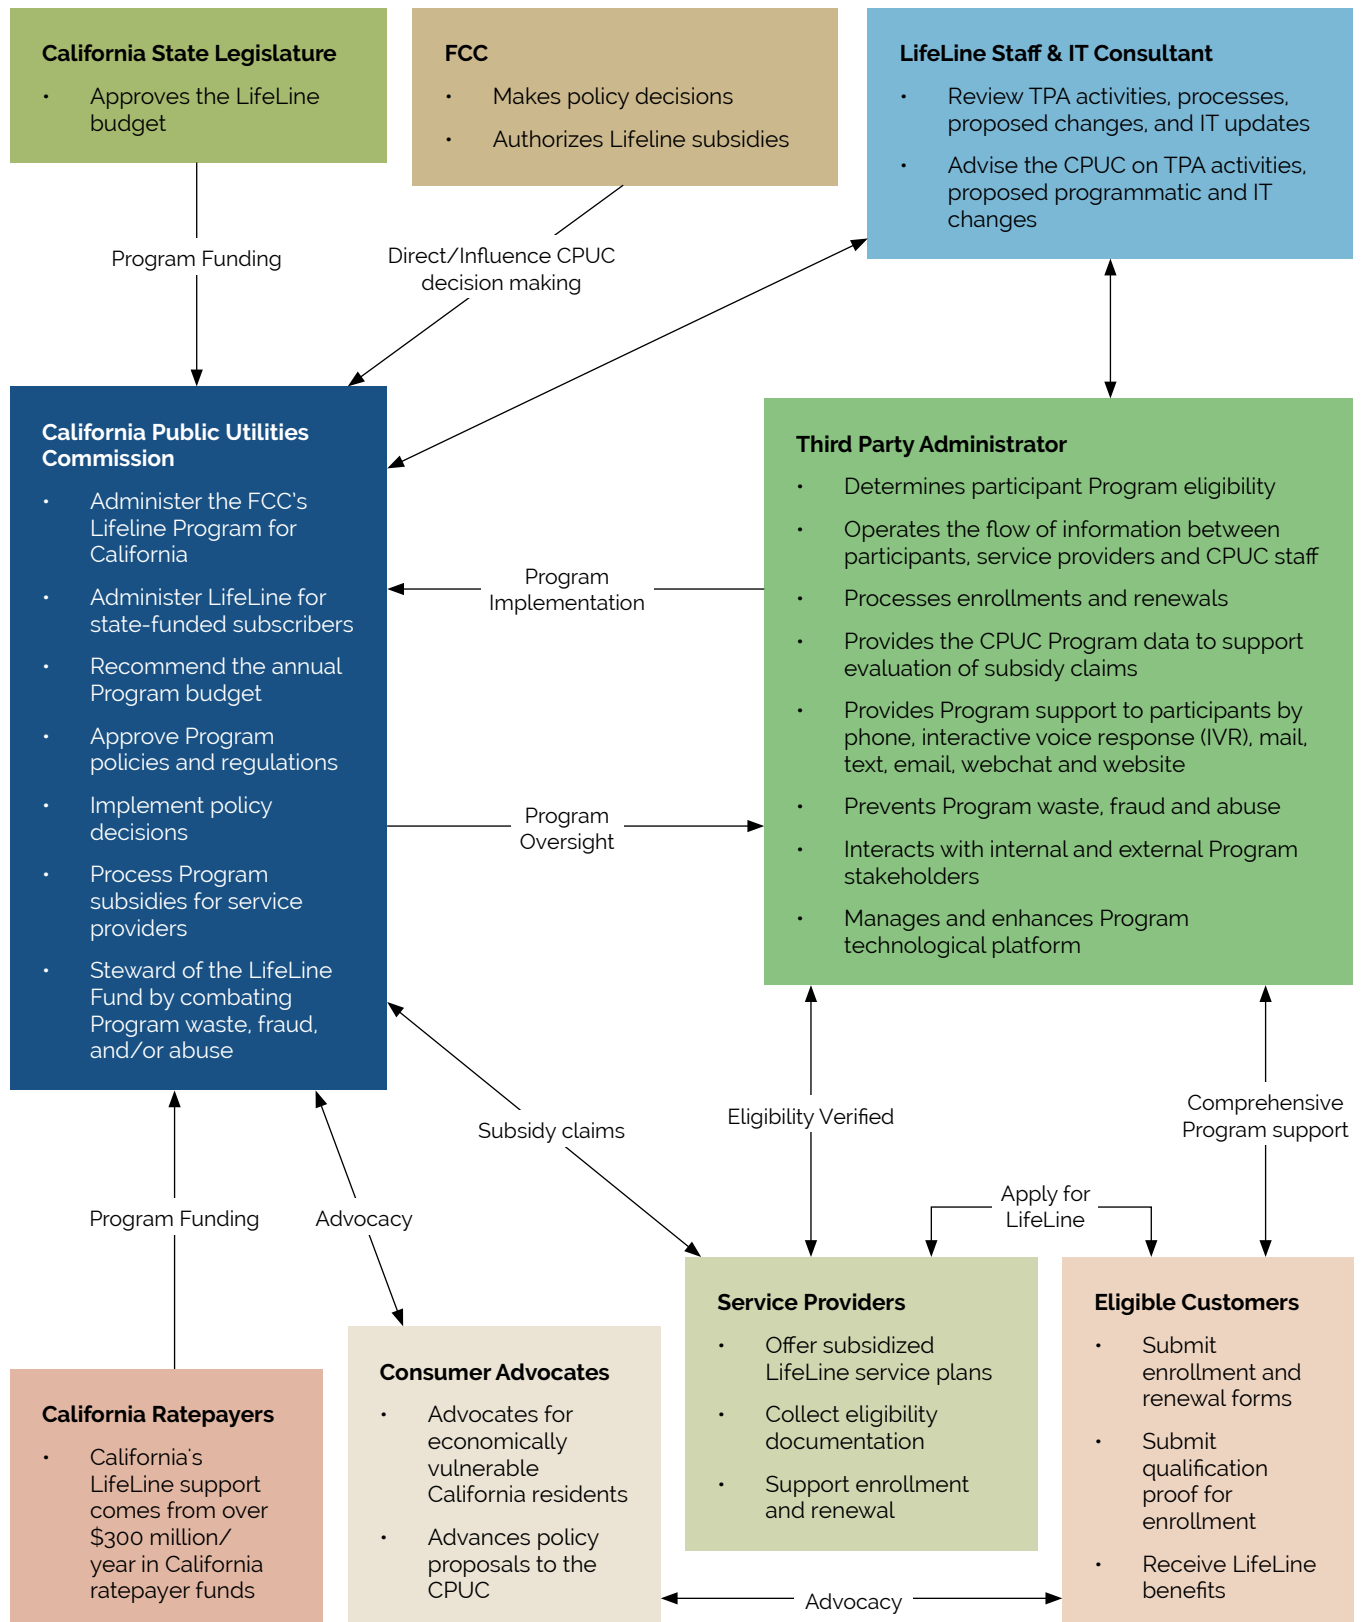 California State Legislature
• Approves the LifeLine
budget
FCC
• Makes policy decisions
• Authorizes Lifeline subsidies
LifeLine Staff & IT Consultant
• Review TPA activities, processes,
proposed changes, and IT updates
• Advise the CPUC on TPA activities,
proposed programmatic and IT
changes
Program Funding
Direct/Influence CPUC
decision making
California Public Utilities
Commission
• Administer the FCC's
Lifeline Program for
California
• Administer LifeLine for
state-funded subscribers
• Recommend the annual
Program budget
• Approve Program
policies and regulations
• Implement policy
decisions
• Process Program
subsidies for service
providers
• Steward of the LifeLine
Fund by combating
Program waste, fraud,
and/or abuse
Program
Implementation
Program
Oversight
Third Party Administrator
• Determines participant Program eligibility
• Operates the flow of information between
participants, service providers and CPUC staff
• Processes enrollments and renewals
• Provides the CPUC Program data to support
evaluation of subsidy claims
• Provides Program support to participants by
phone, interactive voice response (IVR), mail,
text, email, webchat and website
• Prevents Program waste, fraud and abuse
• Interacts with internal and external Program
stakeholders
• Manages and enhances Program
technological platform
Program Funding
Advocacy
Subsidy claims
Eligibility Verified
Comprehensive
Program support
Apply for
LifeLine
California Ratepayers
• California's
LifeLine support
comes from over
$300 million/
year in California
ratepayer funds
Consumer Advocates
• Advocates for
economically
vulnerable
California residents
• Advances policy
proposals to the
CPUC
Service Providers
• Offer subsidized
LifeLine service plans
• Collect eligibility
documentation
• Support enrollment
and renewal
Eligible Customers
• Submit
enrollment and
renewal forms
• Submit
qualification
proof for
enrollment
• Receive LifeLine
benefits
Advocacy